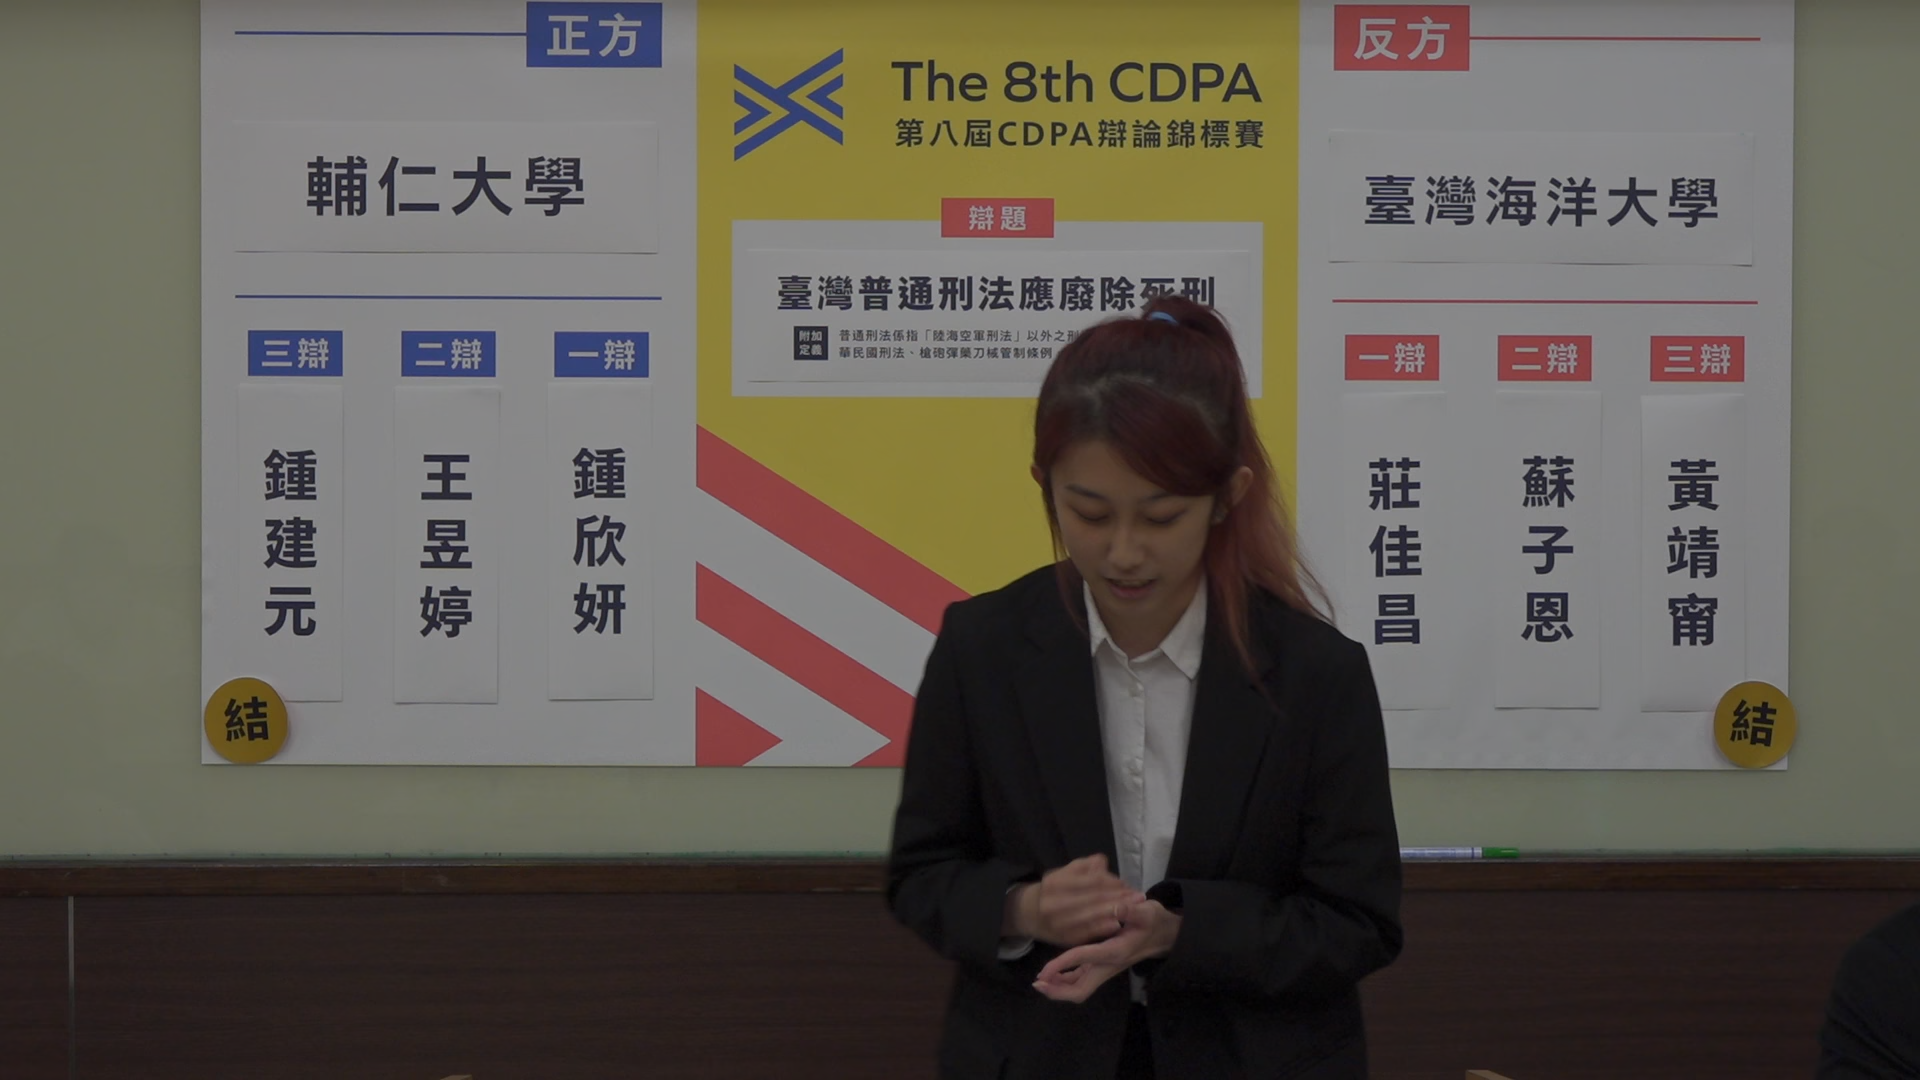 正方
輔仁大學
三辯
二辯
一辯
鍾建元
王昱婷
鍾欣妍
結
The 8th CDPA
第八屆CDPA辯論錦標賽
辯題
臺灣普通刑法應廢除死刑
附加定義
普通刑法係指「陸海空軍刑法」以外之刑
華民國刑法、槍砲彈藥刀械管制條例
反方
臺灣海洋大學
一辯
二辯
三辯
莊佳昌
蘇子恩
黃靖甯
結